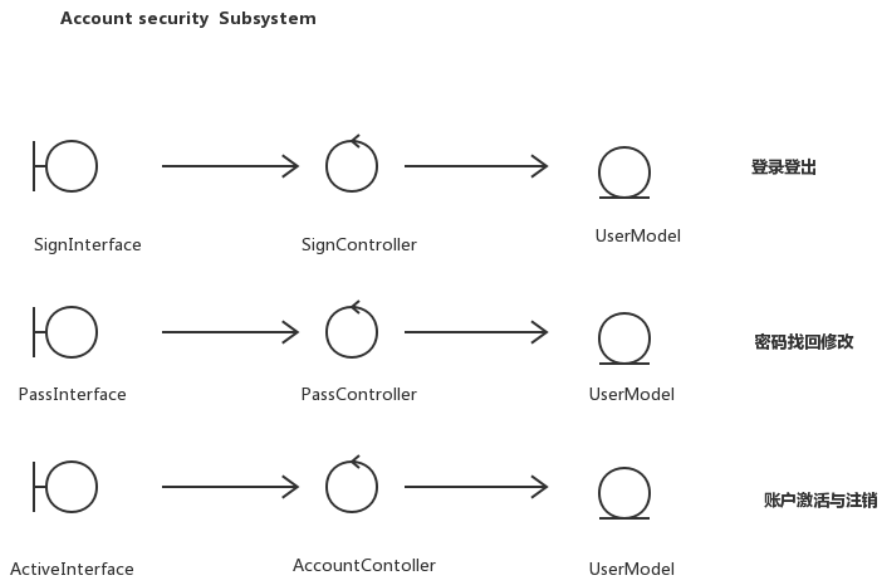 Account security Subsystem
登录登出
SignInterface
SignController
UserModel
密码找回修改
PassInterface
PassController
UserModel
账户激活与注销
ActiveInterface
AccountContoller
UserModel